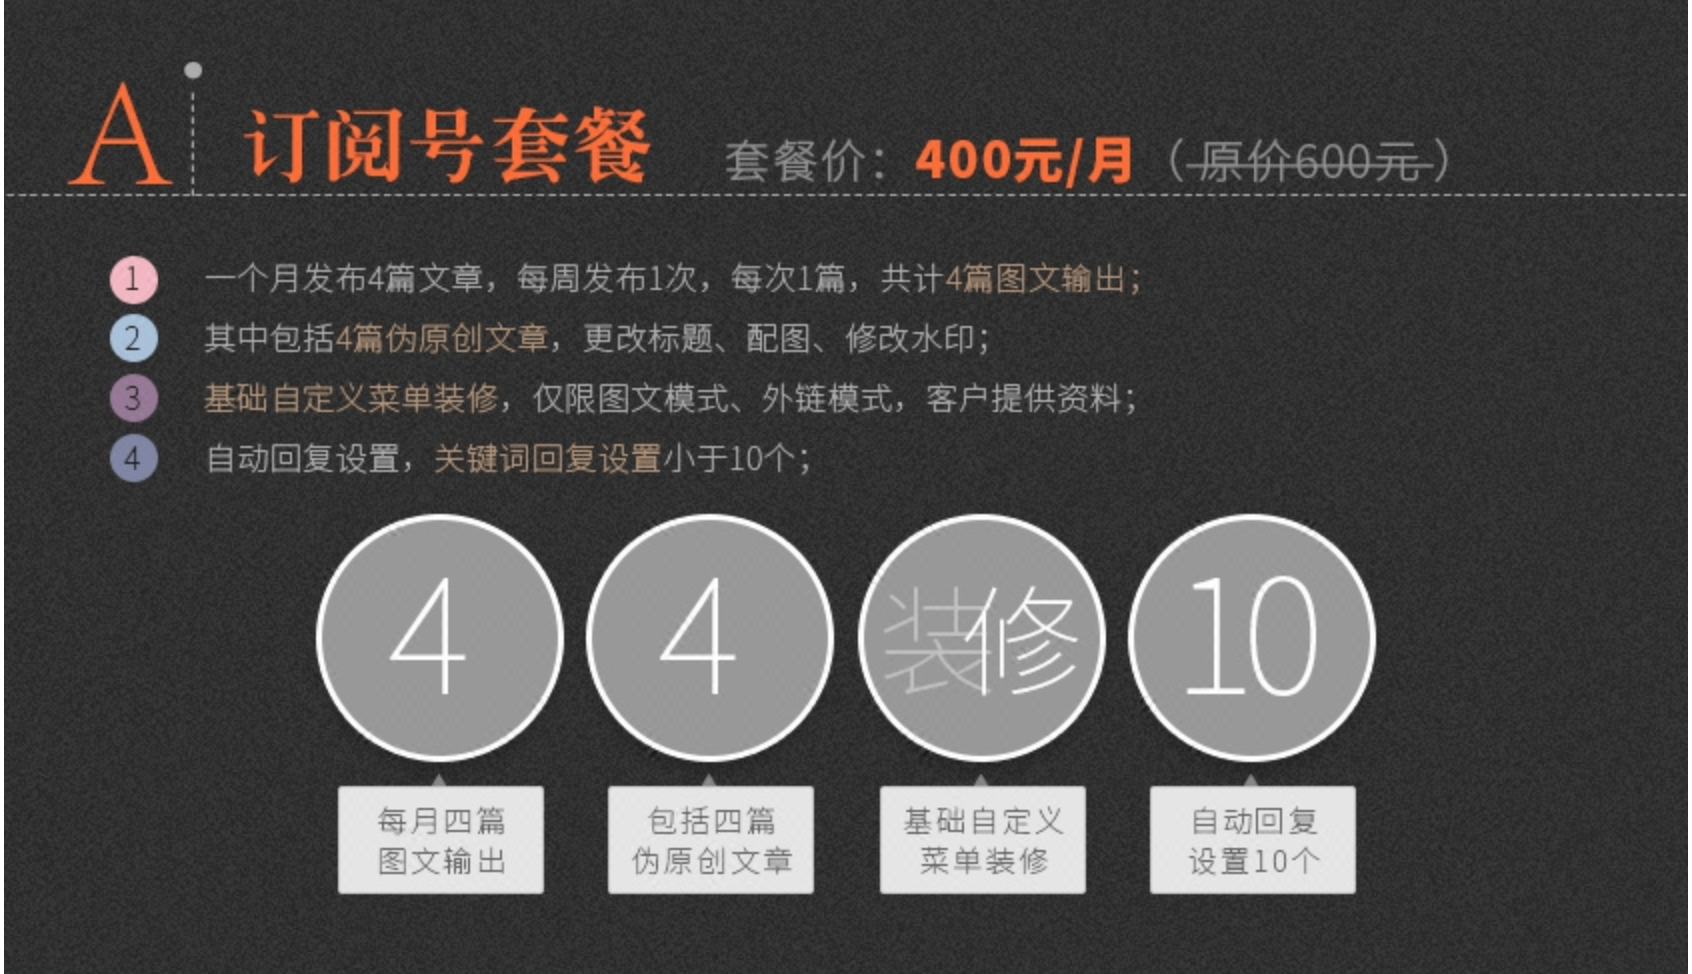 A 订阅号套餐 套餐价：400元/月（原价600元）
1 一个月发布4篇文章，每周发布1次，每次1篇，共计4篇图文输出；
2 其中包括4篇伪原创文章，更改标题、配图、修改水印；
3 基础自定义菜单装修，仅限图文模式、外链模式，客户提供资料；
4 自动回复设置，关键词回复设置小于10个；
4 4 装修 10
每月四篇 包括四篇 基础自定义 自动回复
图文输出 伪原创文章 菜单装修 设置10个